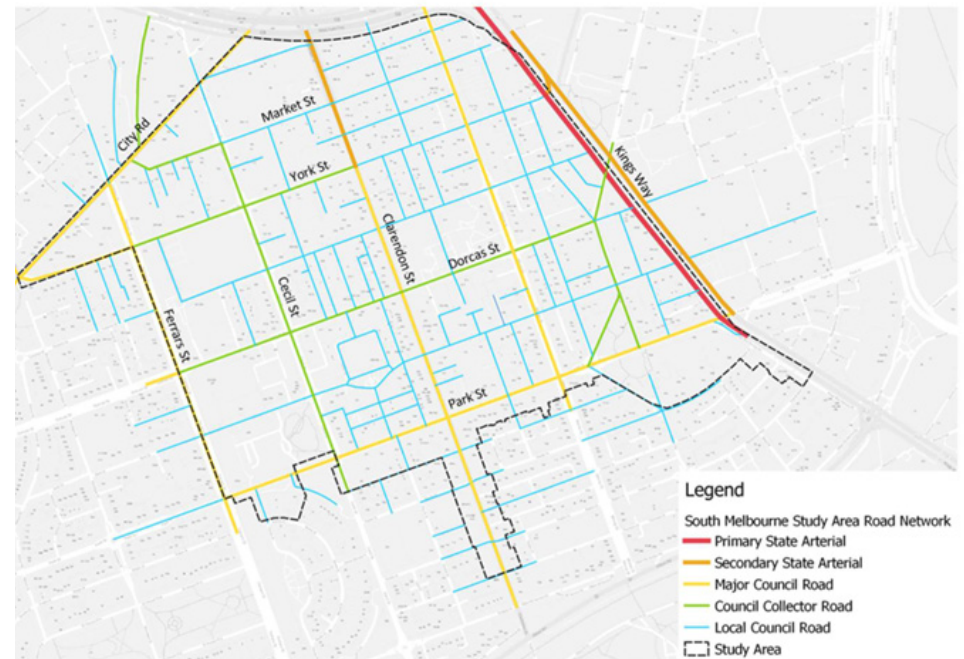 City Rd
Market St
York St
Kings Way
Clarendon St
Dorcas St
Cecil St
Ferrars St
Park St
Legend
South Melbourne Study Area Road Network
Primary State Arterial
Secondary State Arterial
Major Council Road
Council Collector Road
Local Council Road
Study Area